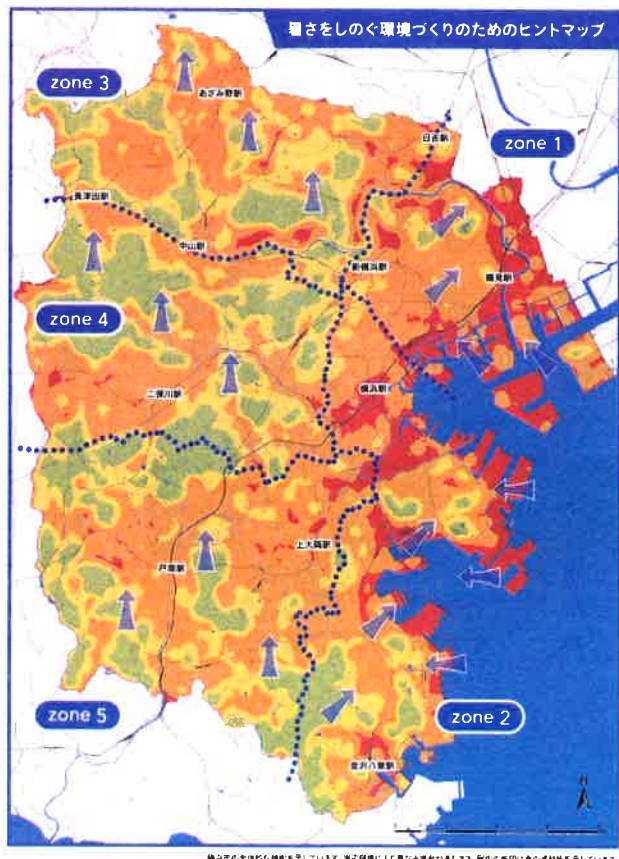 暑さをしのぐ環境づくりのためのヒントマップ
zone 3
あざみ野駅
日吉駅
zone 1
長津田駅
中山駅
新横浜駅
鶴見駅
zone 4
二俣川駅
横浜駅
上大岡駅
戸塚駅
zone 5
zone 2
金沢八景駅
N